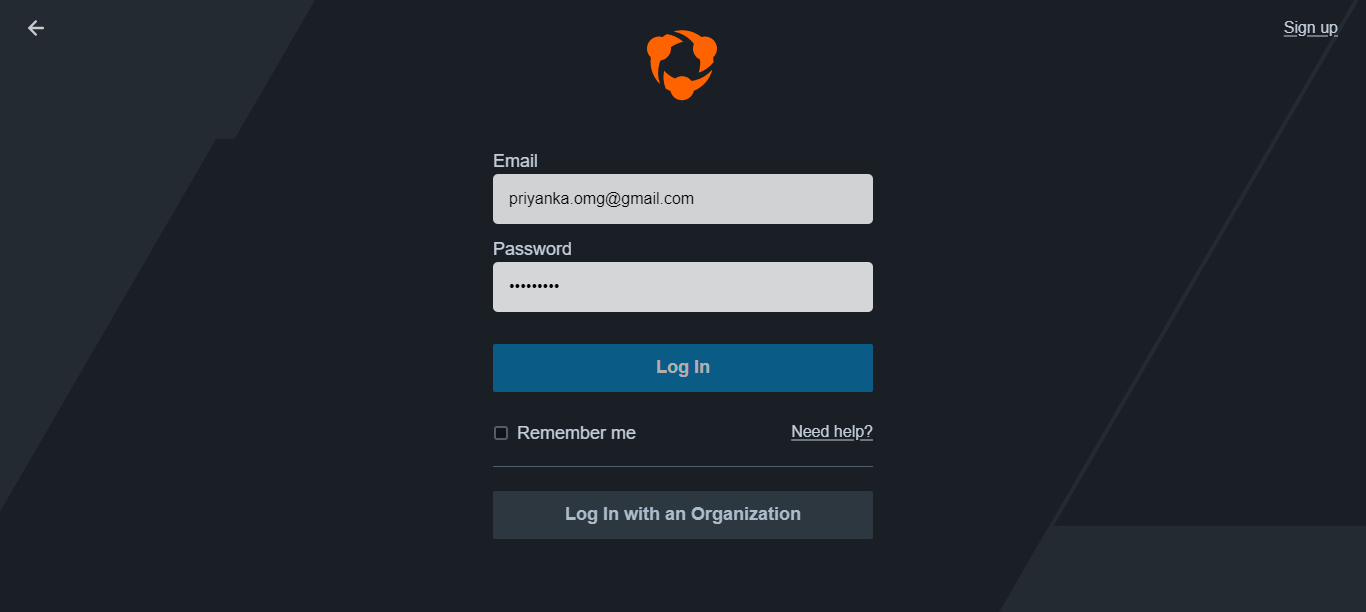 Sign up
Email
priyanka.omg@gmail.com
Password
•••••••••
Log In
Remember me
Need help?
Log In with an Organization